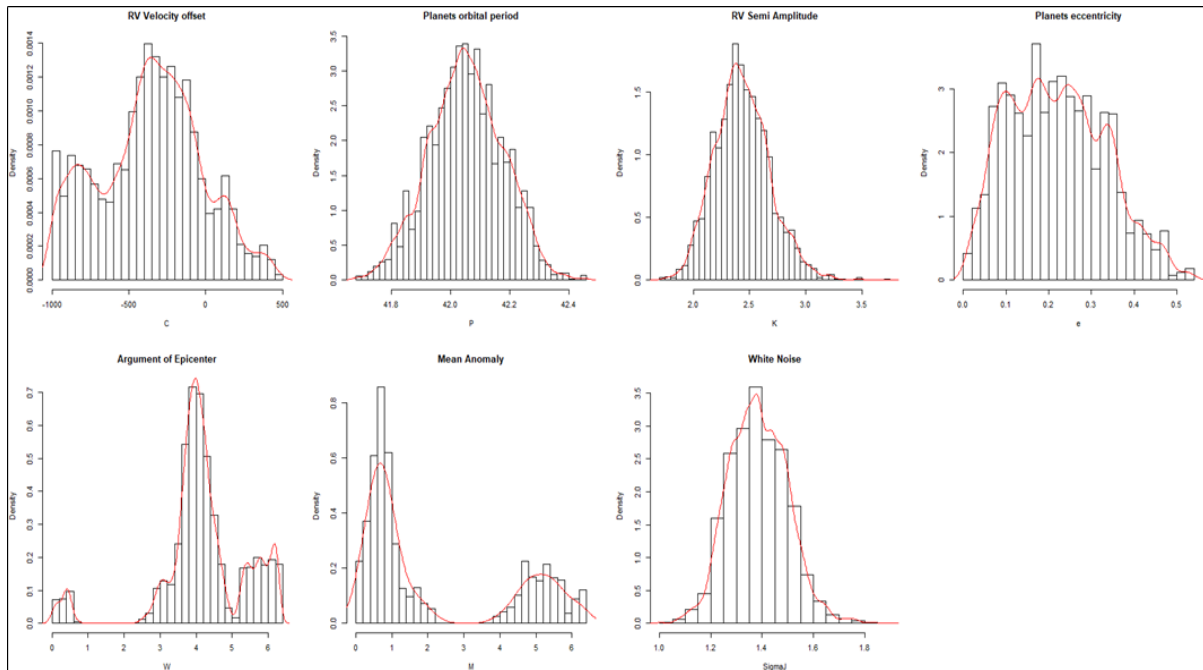 RV Velocity offset
Density
0.0000 0.0002 0.0004 0.0006 0.0008 0.0010 0.0012 0.0014
-1000 -500 0 500
C
Planets orbital period
Density
0.0 0.5 1.0 1.5 2.0 2.5 3.0 3.5
41.8 42.0 42.2 42.4
P
RV Semi Amplitude
Density
0.0 0.5 1.0 1.5
2.0 2.5 3.0 3.5
K
Planets eccentricity
Density
0 1 2 3
0.0 0.1 0.2 0.3 0.4 0.5
e
Argument of Epicenter
Density
0.0 0.1 0.2 0.3 0.4 0.5 0.6 0.7
0 1 2 3 4 5 6
W
Mean Anomaly
Density
0.0 0.2 0.4 0.6 0.8
0 1 2 3 4 5 6
M
White Noise
Density
0.0 0.5 1.0 1.5 2.0 2.5 3.0 3.5
1.0 1.2 1.4 1.6 1.8
SigmaJ